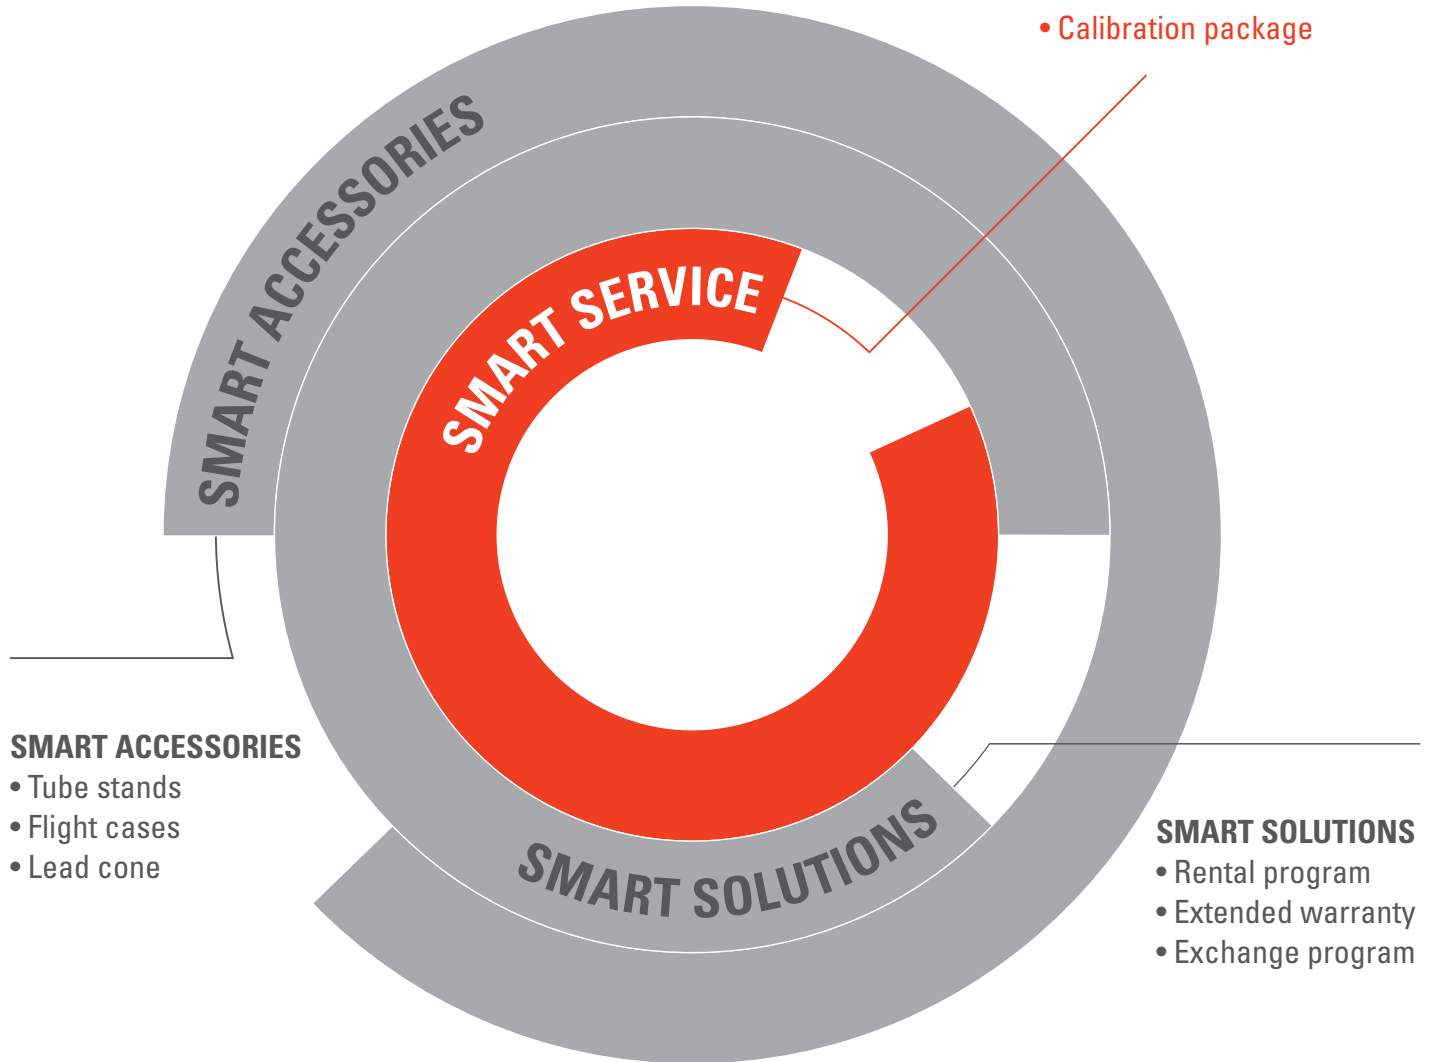 • Calibration package
SMART ACCESSORIES
SMART SERVICE
SMART SOLUTIONS
SMART ACCESSORIES
• Tube stands
• Flight cases
• Lead cone
SMART SOLUTIONS
• Rental program
• Extended warranty
• Exchange program